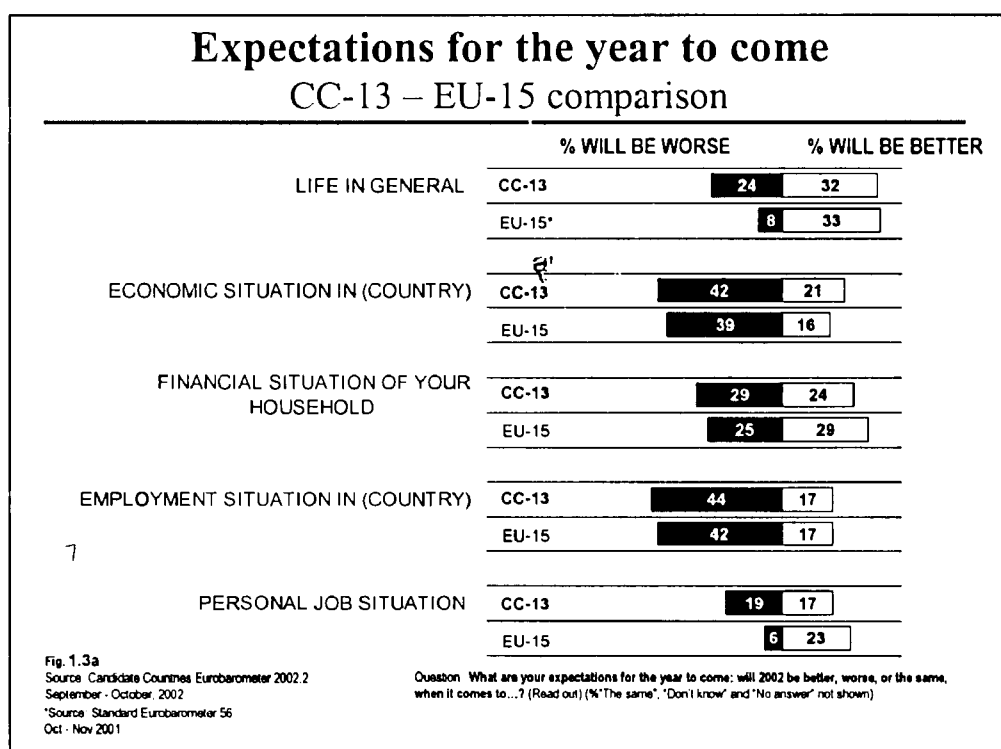 Expectations for the year to come
CC-13 – EU-15 comparison
% WILL BE WORSE % WILL BE BETTER
LIFE IN GENERAL CC-13 24 32
EU-15* 8 33
ECONOMIC SITUATION IN (COUNTRY) CC-13 42 21
EU-15 39 16
FINANCIAL SITUATION OF YOUR
HOUSEHOLD
CC-13 29 24
EU-15 25 29
EMPLOYMENT SITUATION IN (COUNTRY) CC-13 44 17
EU-15 42 17
7
PERSONAL JOB SITUATION CC-13 19 17
EU-15 6 23
Fig. 1.3a
Source: Candidate Countries Eurobarometer 2002.2
September - October, 2002
*Source: Standard Eurobarometer 56
Oct - Nov 2001
Question: What are your expectations for the year to come: will 2002 be better, worse, or the same,
when it comes to...? (Read out) (% "The same", "Don't know" and "No answer" not shown)